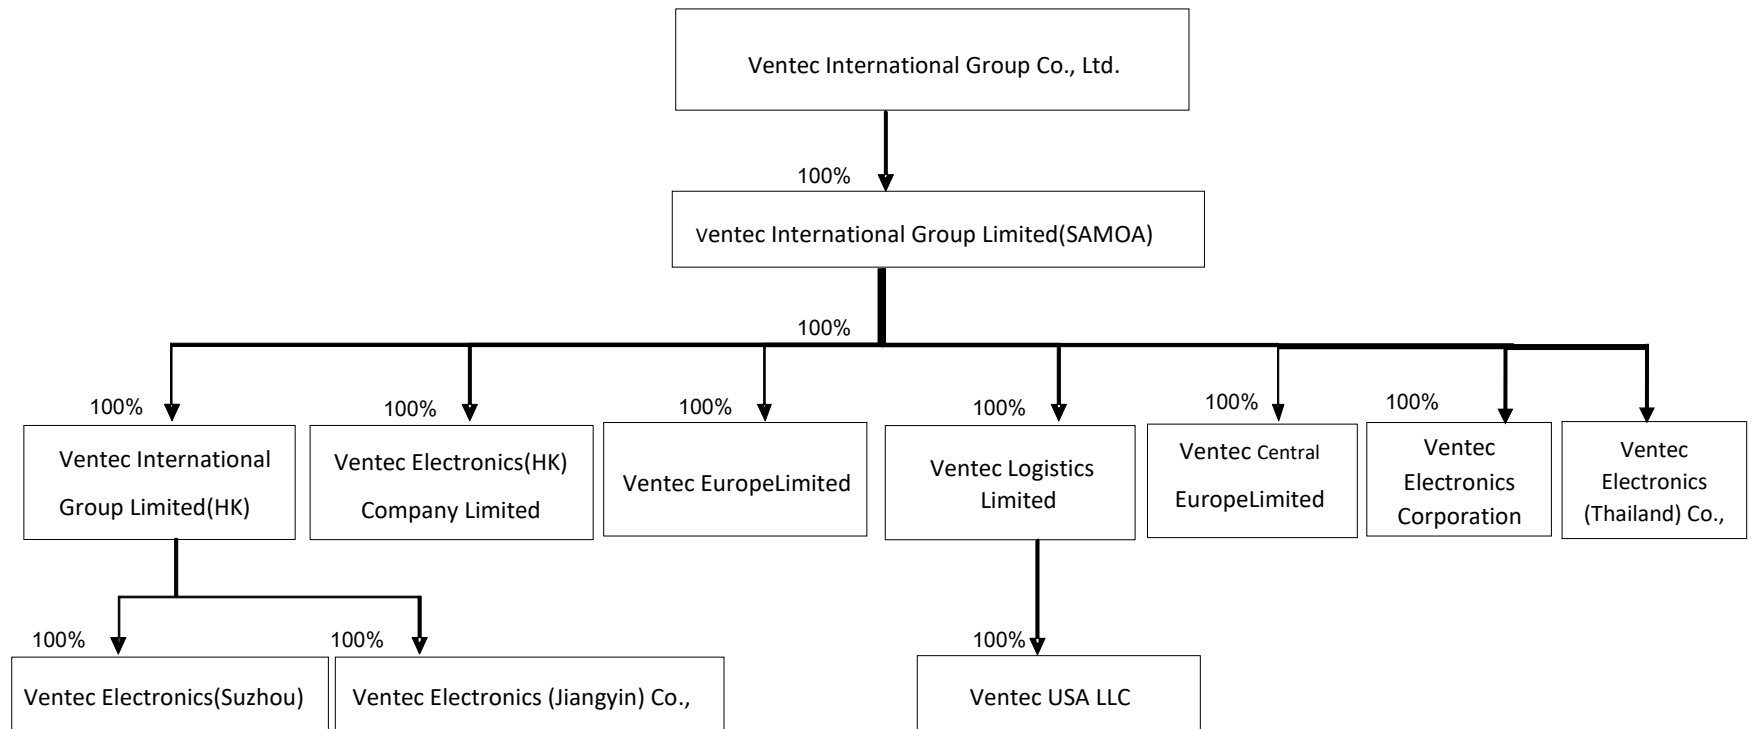 Ventec International Group Co., Ltd.
100%
Ventec International Group Limited(SAMOA)
100%
100%
100%
100%
100%
100%
100%
Ventec International
Group Limited(HK)
Ventec Electronics(HK)
Company Limited
Ventec EuropeLimited
Ventec Logistics
Limited
Ventec Central
EuropeLimited
Ventec
Electronics
Corporation
Ventec
Electronics
(Thailand) Co.,
100%
100%
100%
Ventec Electronics(Suzhou)
Ventec Electronics (Jiangyin) Co.,
Ventec USA LLC